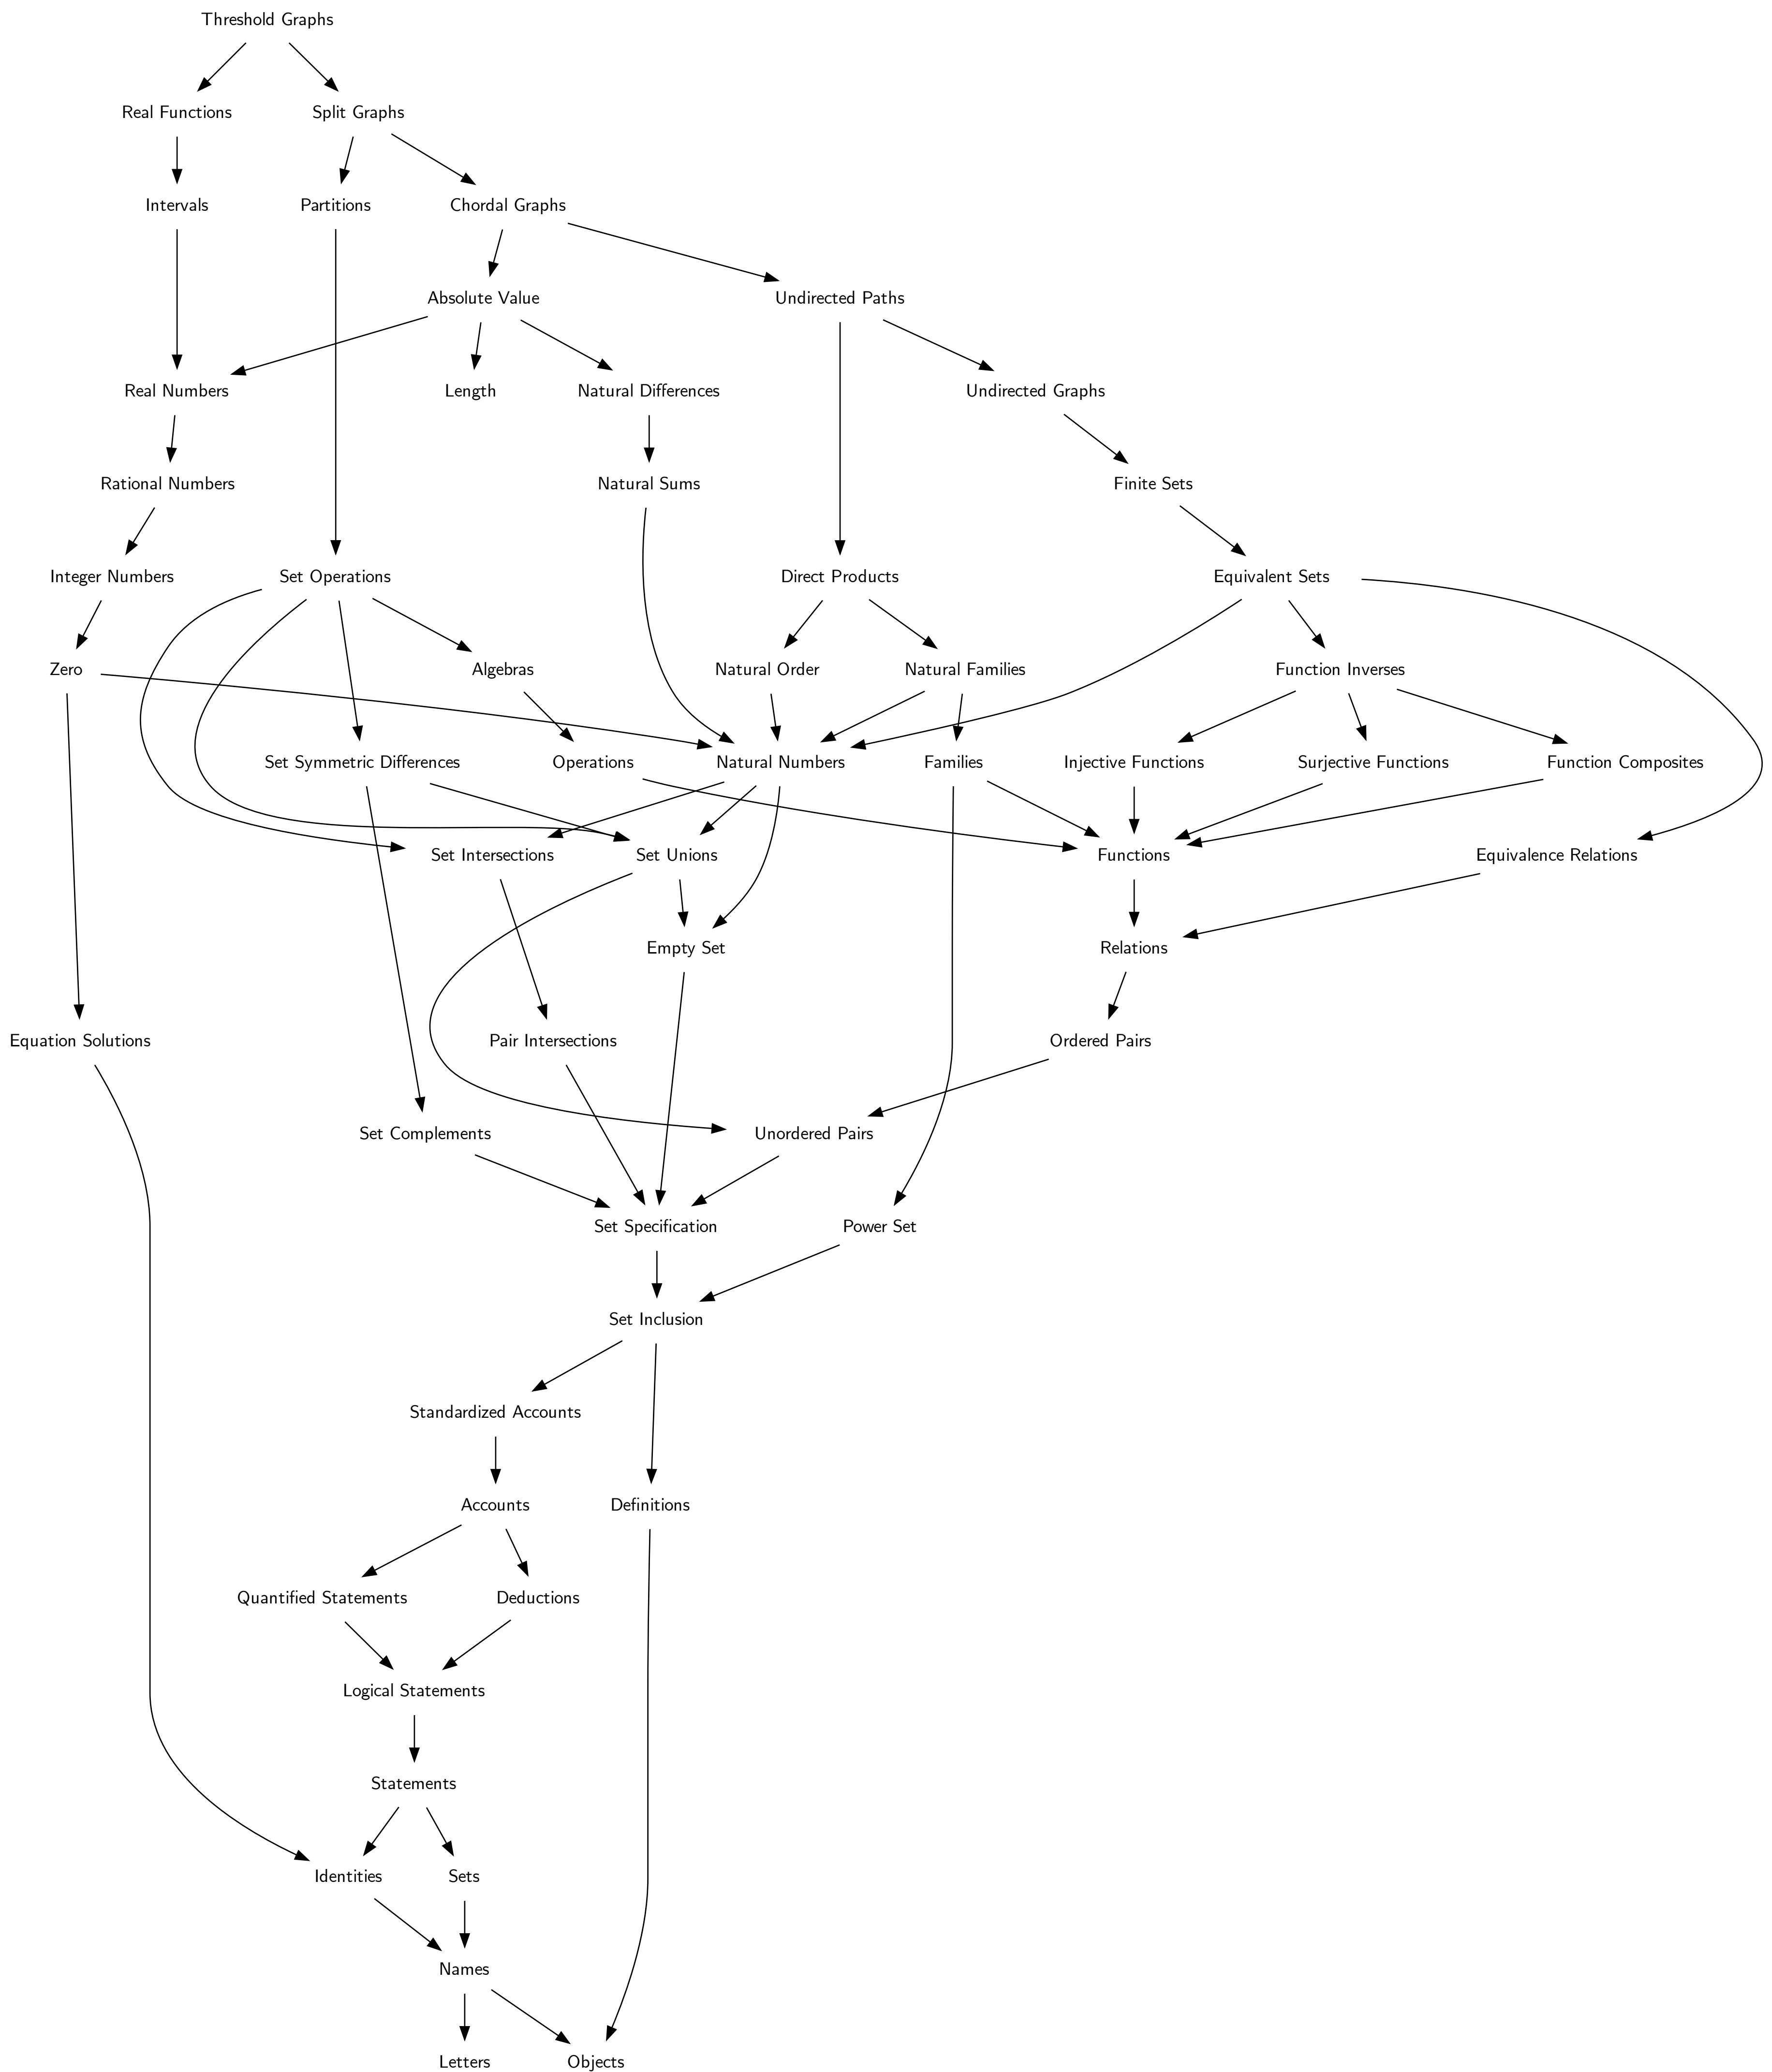 Threshold Graphs
Real Functions
Split Graphs
Intervals
Partitions
Chordal Graphs
Absolute Value
Undirected Paths
Real Numbers
Length
Natural Differences
Undirected Graphs
Rational Numbers
Natural Sums
Finite Sets
Integer Numbers
Set Operations
Direct Products
Equivalent Sets
Zero
Algebras
Natural Order
Natural Families
Function Inverses
Set Symmetric Differences
Operations
Natural Numbers
Families
Injective Functions
Surjective Functions
Function Composites
Set Intersections
Set Unions
Functions
Equivalence Relations
Empty Set
Relations
Equation Solutions
Pair Intersections
Ordered Pairs
Set Complements
Unordered Pairs
Set Specification
Power Set
Set Inclusion
Standardized Accounts
Accounts
Definitions
Quantified Statements
Deductions
Logical Statements
Statements
Identities
Sets
Names
Letters
Objects